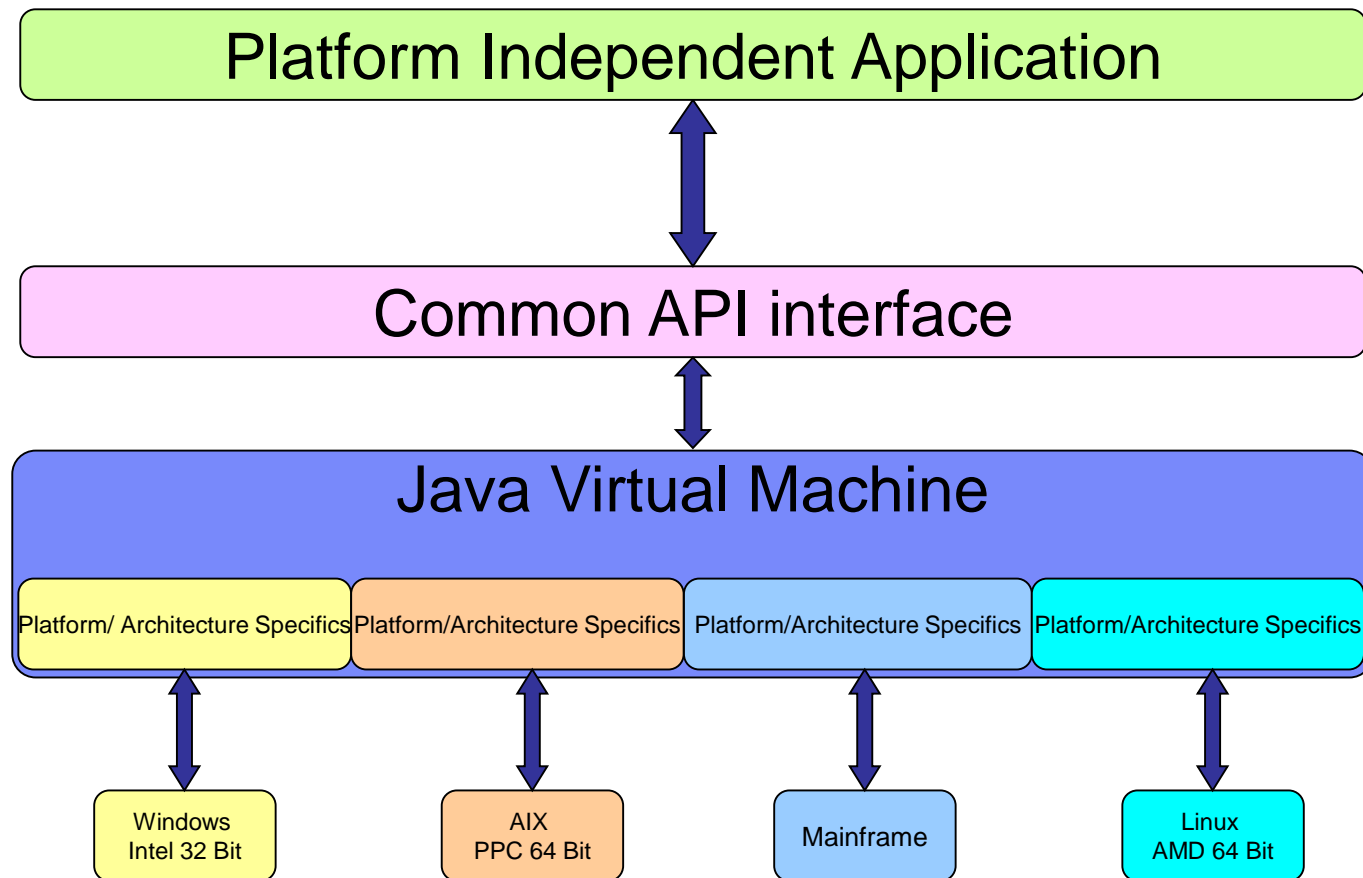 Platform Independent Application
Common API interface
Java Virtual Machine
Platform/ Architecture Specifics
Platform/Architecture Specifics
Platform/Architecture Specifics
Platform/Architecture Specifics
Windows
Intel 32 Bit
AIX
PPC 64 Bit
Mainframe
Linux
AMD 64 Bit